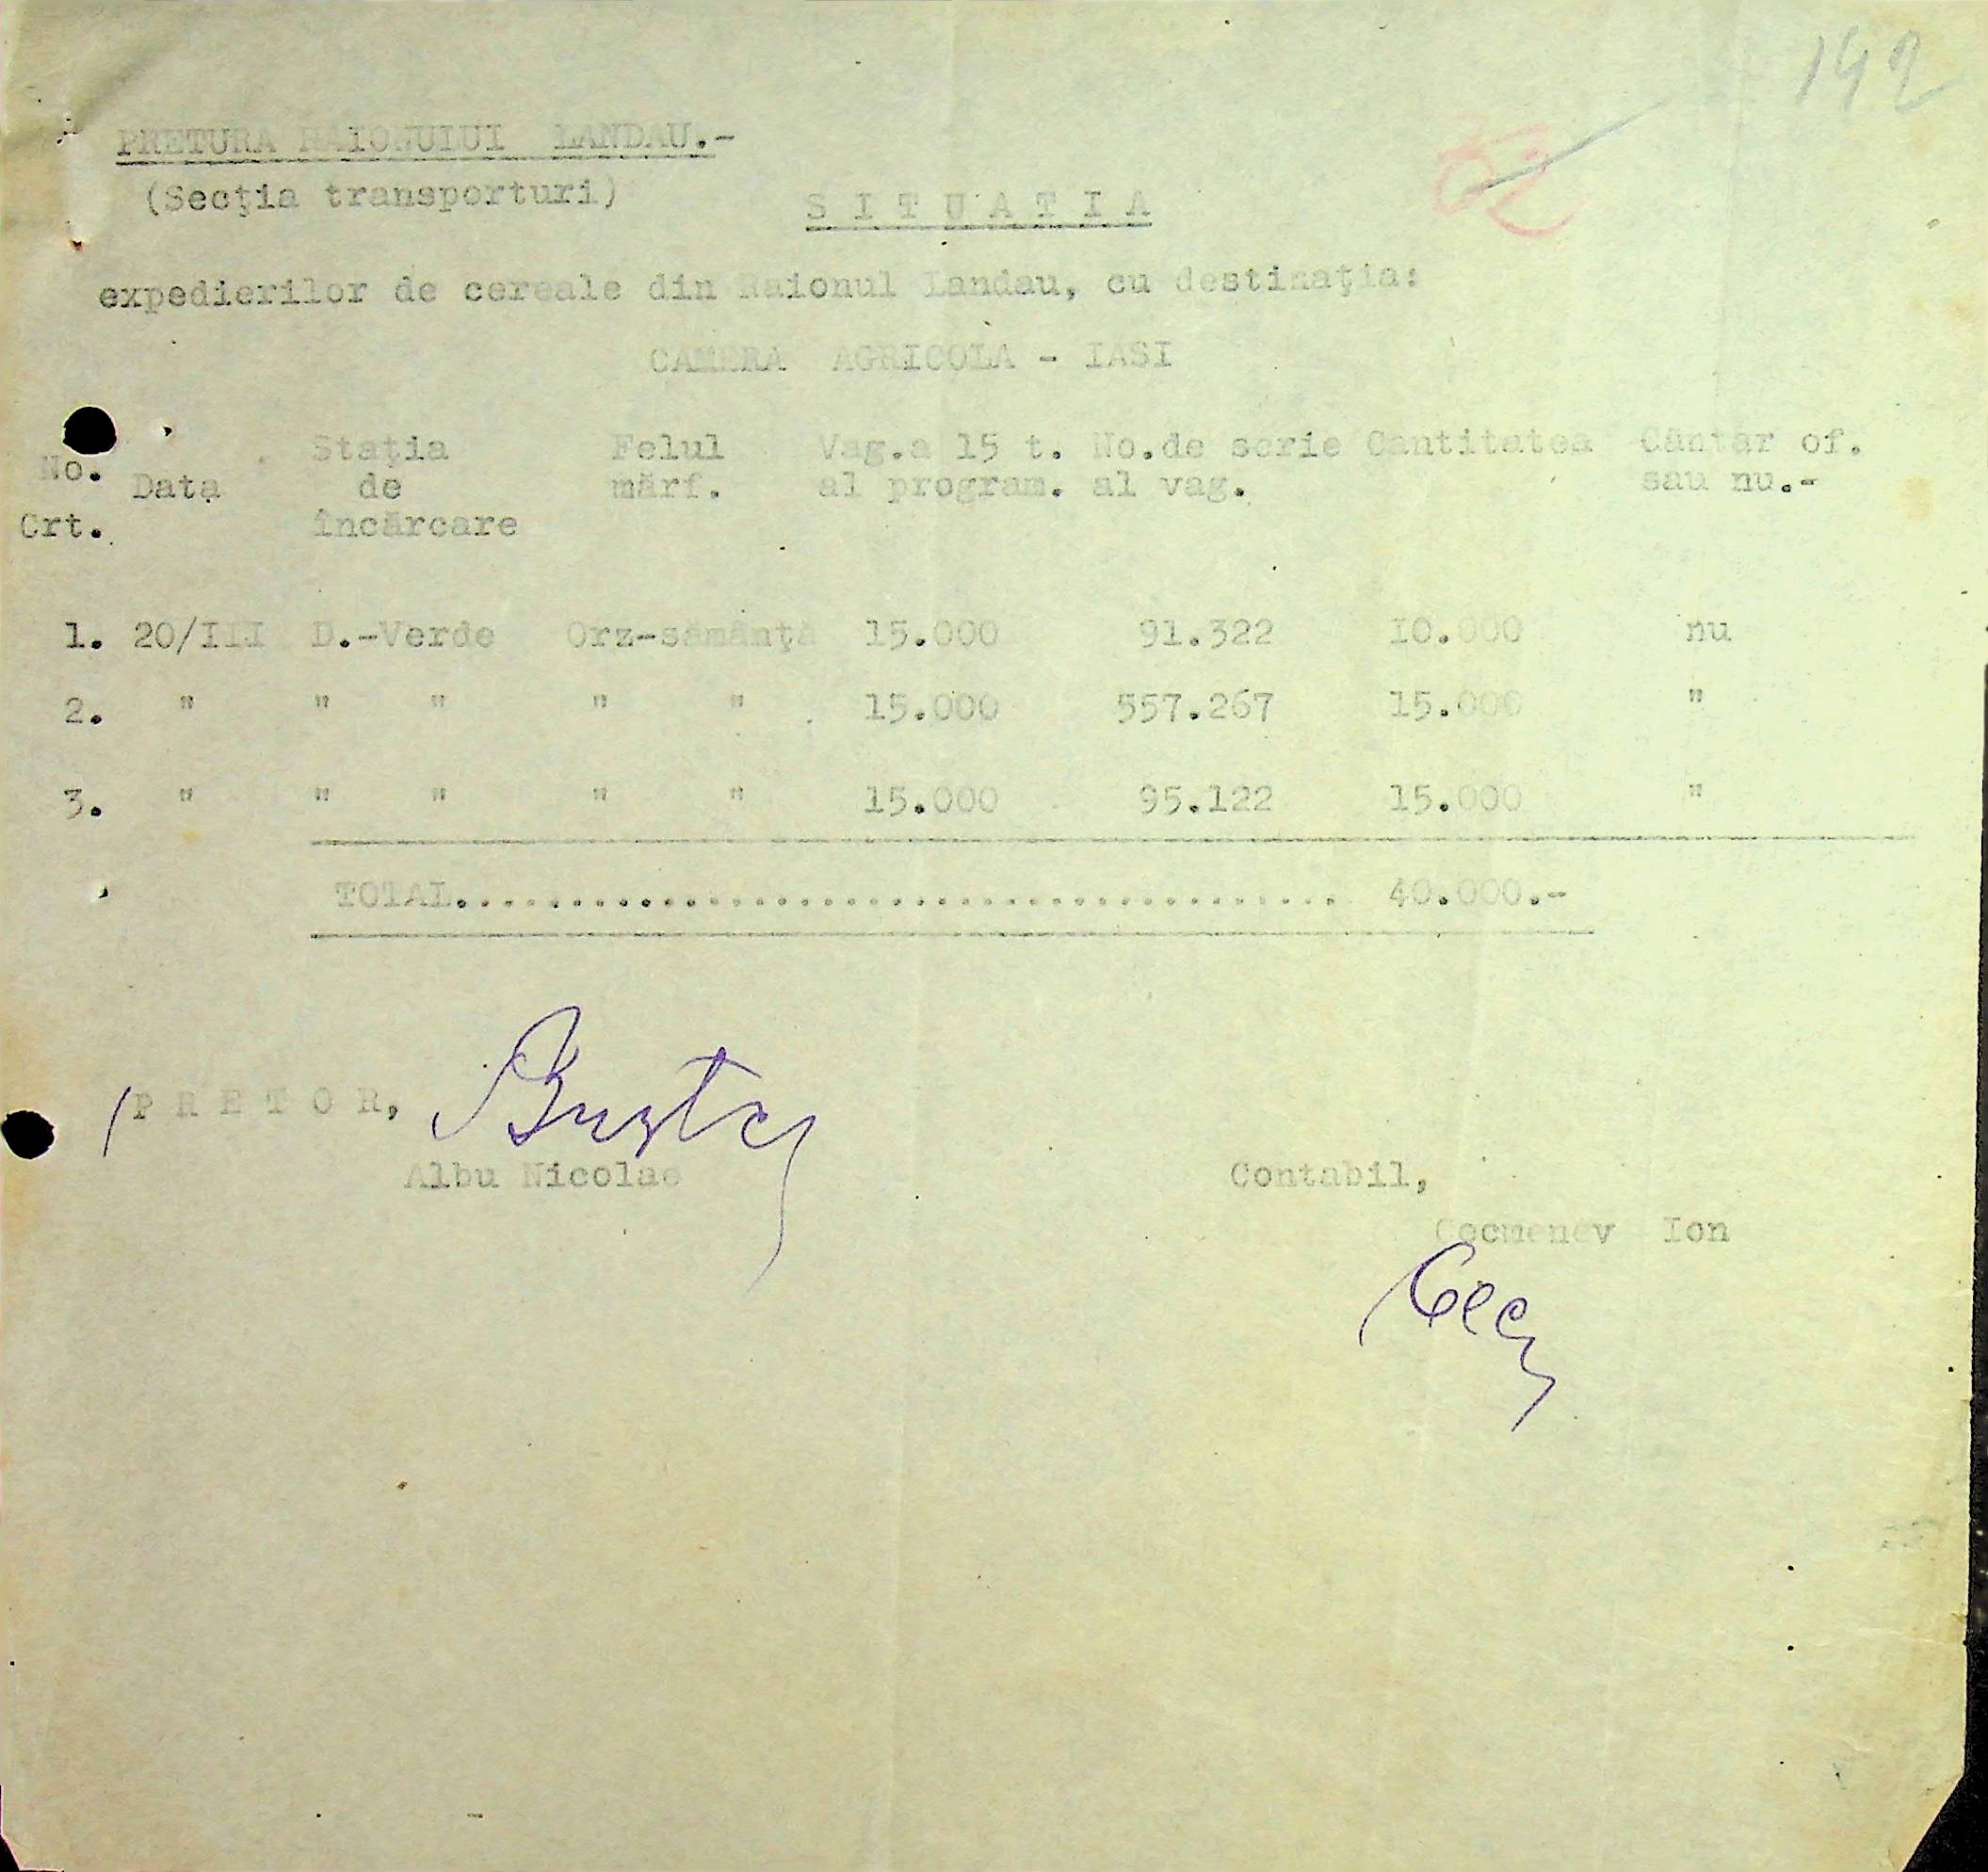 142
PRETURA RAIONULUI LANDAU.-
(Secţia transporturi)
S I T U A T I A
expedierilor de cereale din Raionul Landau, cu destinaţia:
CAMERA AGRICOLA - IASI
No. Crt. Data Staţia de încărcare Felul mărf. Vag.a 15 t. al program. No.de serie al vag. Cantitatea Cântar of. sau nu.-
1. 20/III D.-Verde Orz-sămânţă 15.000 91.322 10.000 nu
2. " " " " " 15.000 557.267 15.000 "
3. " " " " " 15.000 95.122 15.000 "
TOTAL...................................... 40.000.-
/P R E T O R,
Albu Nicolae
Contabil,
Ion